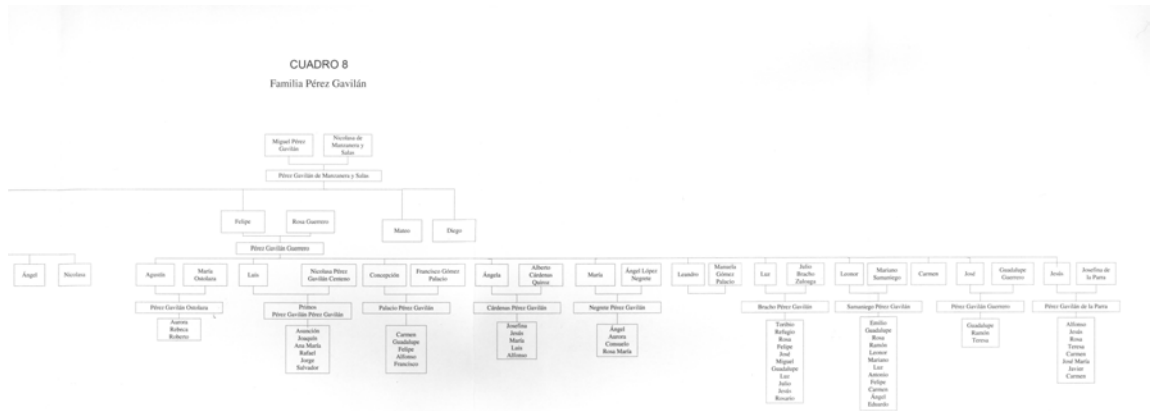 CUADRO 8
Familia Pérez Gavilán
Miguel Pérez
Gavilán
Nicolasa de
Manzanera y
Salas
Pérez Gavilán de Manzanera y Salas
Felipe
Rosa Guerrero
Mateo
Diego
Pérez Gavilán Guerrero
Ángel
Nicolasa
Agustín
María
Ostolaza
Luis
Nicolasa Pérez
Gavilán Centeno
Concepción
Francisco Gómez
Palacio
Ángela
Alberto
Cárdenas
María
Ángel López
Negrete
Leandro
Manuela
Gómez
Palacio
Luz
Julio
Bracho
Zuloaga
Leonor
Mariano
Samaniego
Carmen
José
Guadalupe
Guerrero
Jesús
Josefina de
la Parra
Pérez Gavilán Ostolaza
Primos
Pérez Gavilán Pérez Gavilán
Palacio Pérez Gavilán
Cárdenas Pérez Gavilán
Negrete Pérez Gavilán
Bracho Pérez Gavilán
Samaniego Pérez Gavilán
Pérez Gavilán Guerrero
Pérez Gavilán de la Parra
Aurora
Rebeca
Roberto
Asunción
Joaquín
Ana María
Rafael
Jorge
Salvador
Carmen
Guadalupe
Felipe
Alfonso
Francisco
Josefina
Jesús
María
Luis
Alfonso
Ángel
Aurora
Consuelo
Rosa María
Toribio
Refugio
Rosa
Felipe
José
Miguel
Guadalupe
Luz
Julio
Jesús
Rosario
Emilio
Guadalupe
Rosa
Ramón
Leonor
Mariano
Luz
Antonio
Felipe
Carmen
Ángel
Eduardo
Guadalupe
Ramón
Teresa
Alfonso
Jesús
Rosa
Teresa
Carmen
José María
Javier
Carmen